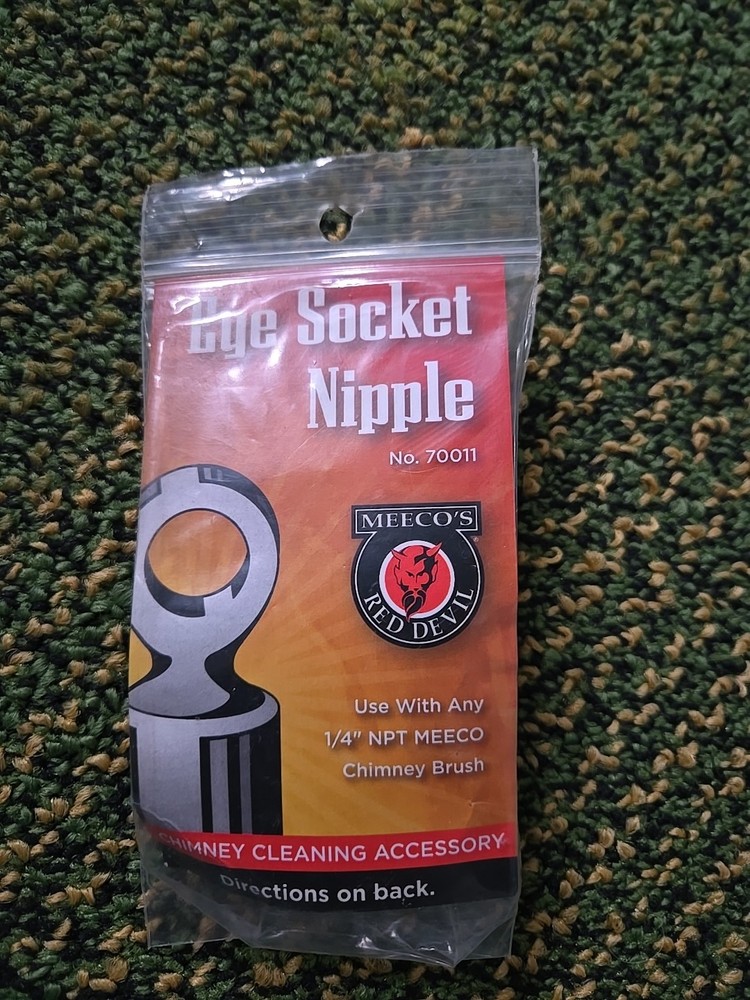 Eye Socket
Nipple
No. 70011
MEECO'S
RED DEVIL
Use With Any
1/4" NPT MEECO
Chimney Brush
CHIMNEY CLEANING ACCESSORY
Directions on back.